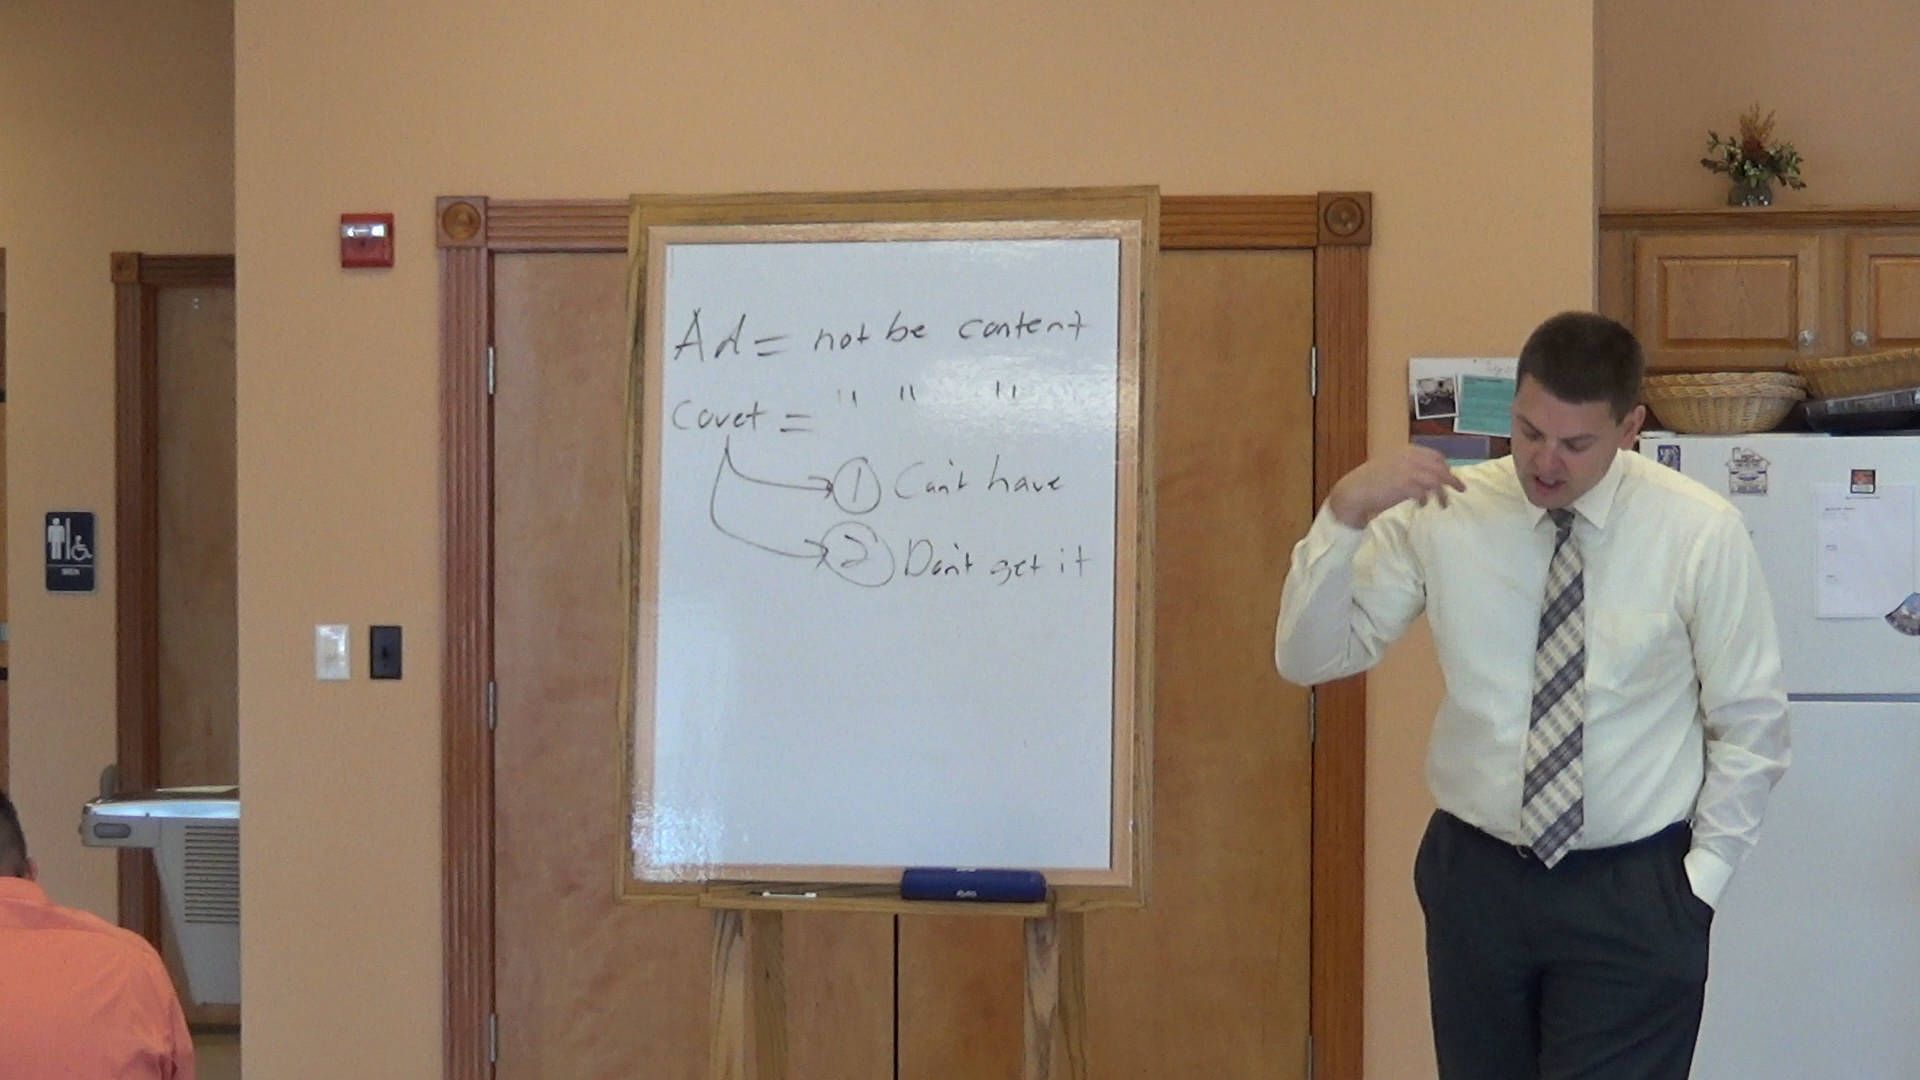 Ad = not be content
Covet = " " "
① Can't have
② Don't get it